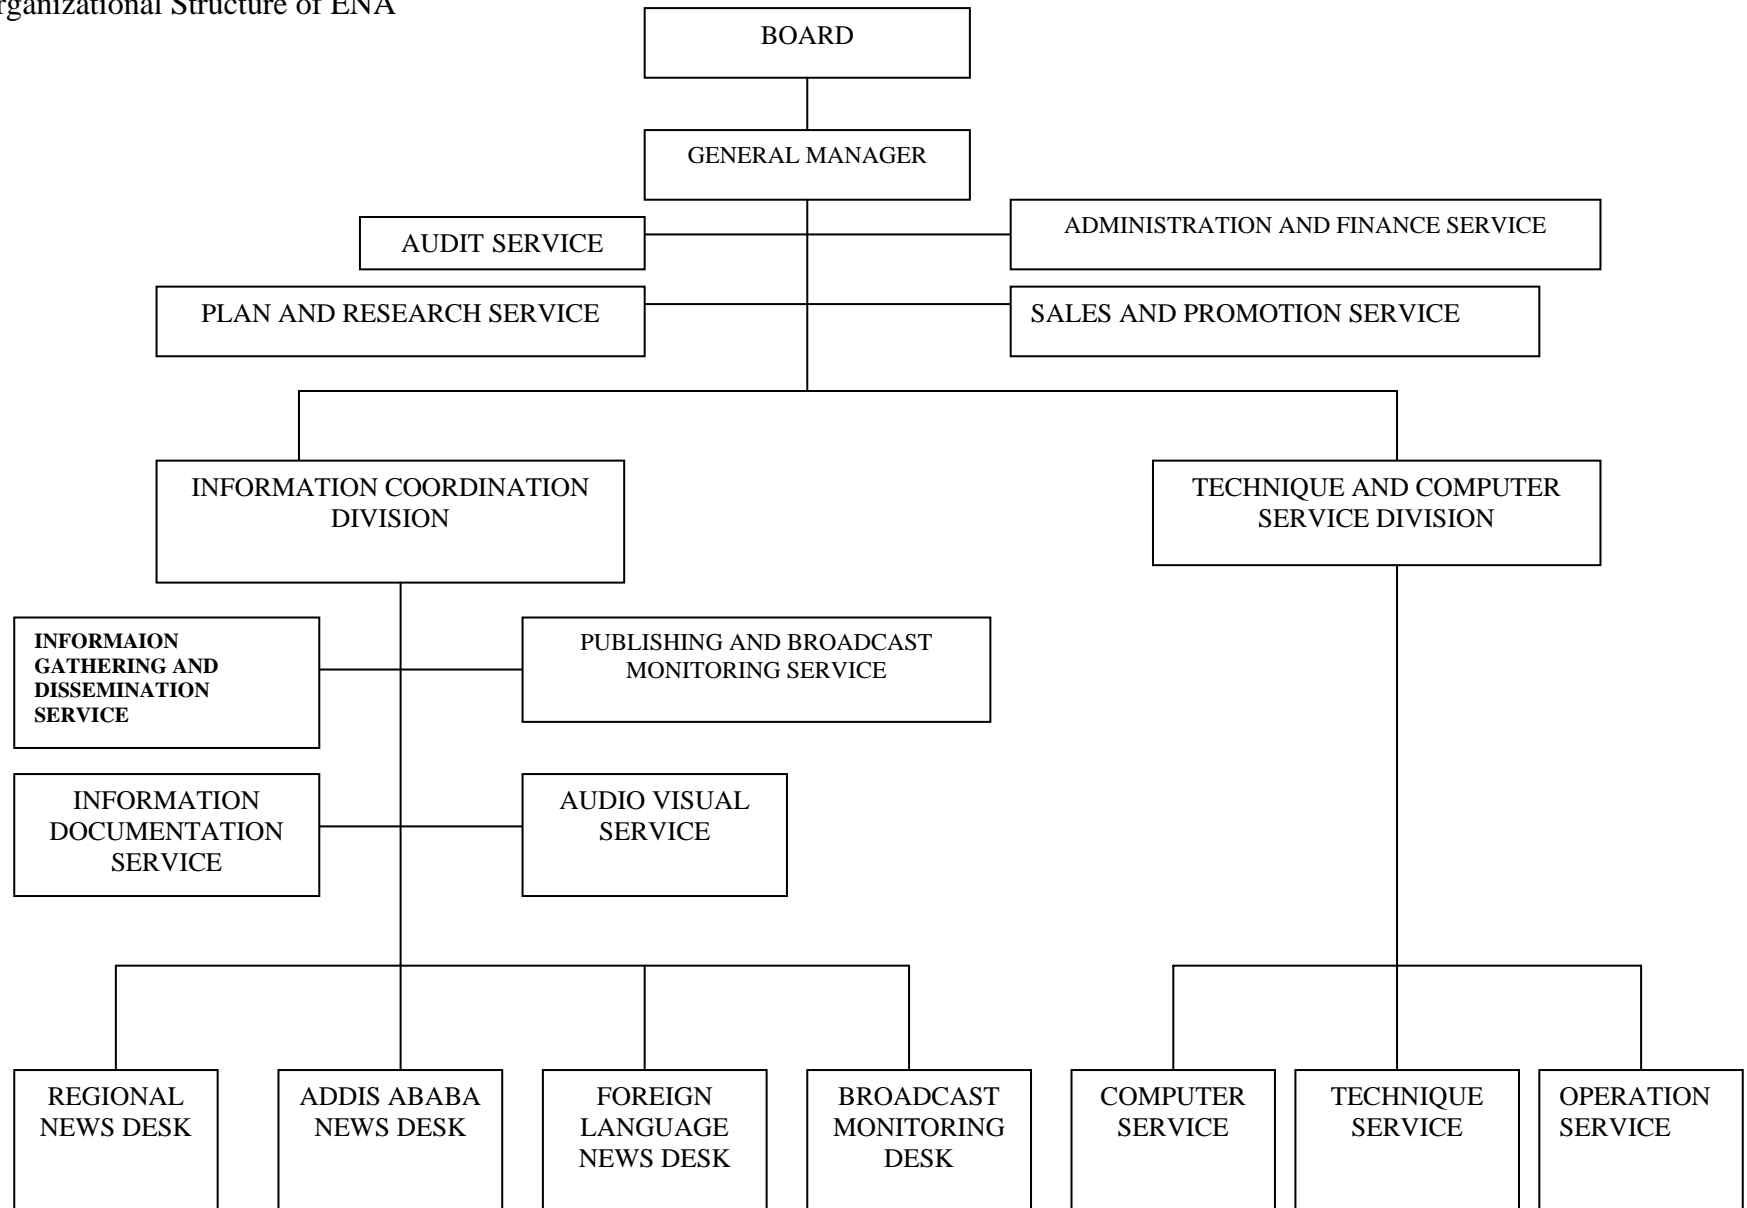 rganizational Structure of ENA
BOARD
GENERAL MANAGER
AUDIT SERVICE
ADMINISTRATION AND FINANCE SERVICE
PLAN AND RESEARCH SERVICE
SALES AND PROMOTION SERVICE
INFORMATION COORDINATION
DIVISION
TECHNIQUE AND COMPUTER
SERVICE DIVISION
INFORMAION
GATHERING AND
DISSEMINATION
SERVICE
PUBLISHING AND BROADCAST
MONITORING SERVICE
INFORMATION
DOCUMENTATION
SERVICE
AUDIO VISUAL
SERVICE
REGIONAL
NEWS DESK
ADDIS ABABA
NEWS DESK
FOREIGN
LANGUAGE
NEWS DESK
BROADCAST
MONITORING
DESK
COMPUTER
SERVICE
TECHNIQUE
SERVICE
OPERATION
SERVICE